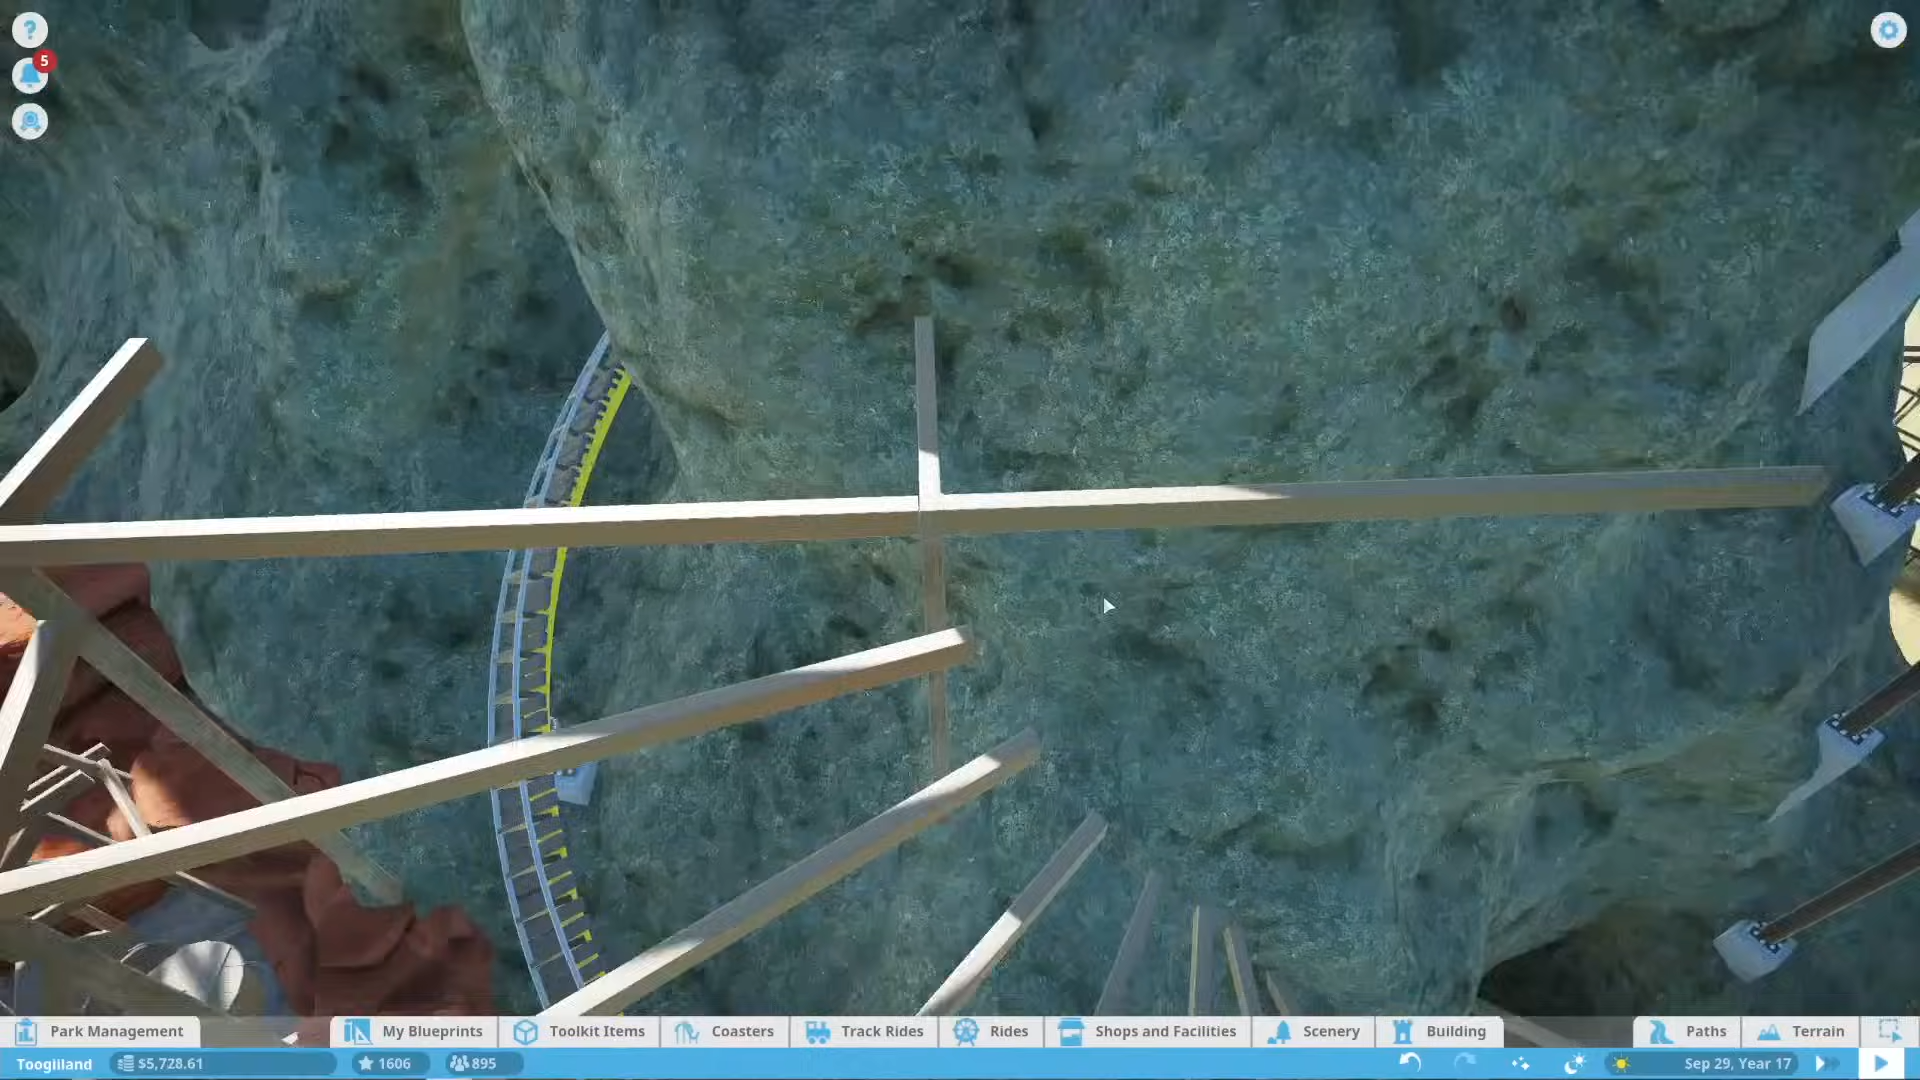 ?
5
Park Management
My Blueprints
Toolkit Items
Coasters
Track Rides
Rides
Shops and Facilities
Scenery
Building
Paths
Terrain
Toogiiland
$5,728.61
1606
895
Sep 29, Year 17